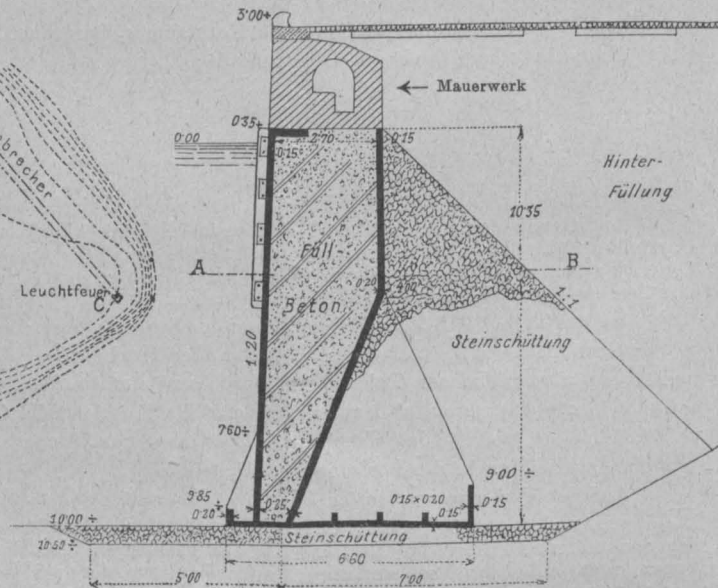 3'00+
Mauerwerk
0'35+
0'00
2'70
0'15
0'15
Hinter-
Füllung
10'35
brecher
Füll
A
B
0'20
Leuchtfeuer
C
Beton
1:1
Steinschüttung
1:20
7'60÷
9'00÷
9'85
÷
0'20
0'25
0'15×0'20
0'15
0'15
10'00÷
Steinschüttung
10'50÷
6'60
5'00
7'00